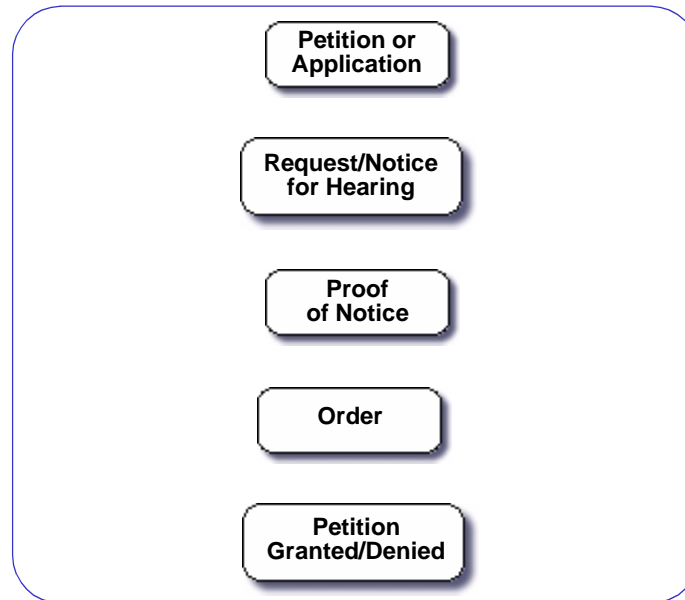 Petition or
Application
Request/Notice
for Hearing
Proof
of Notice
Order
Petition
Granted/Denied